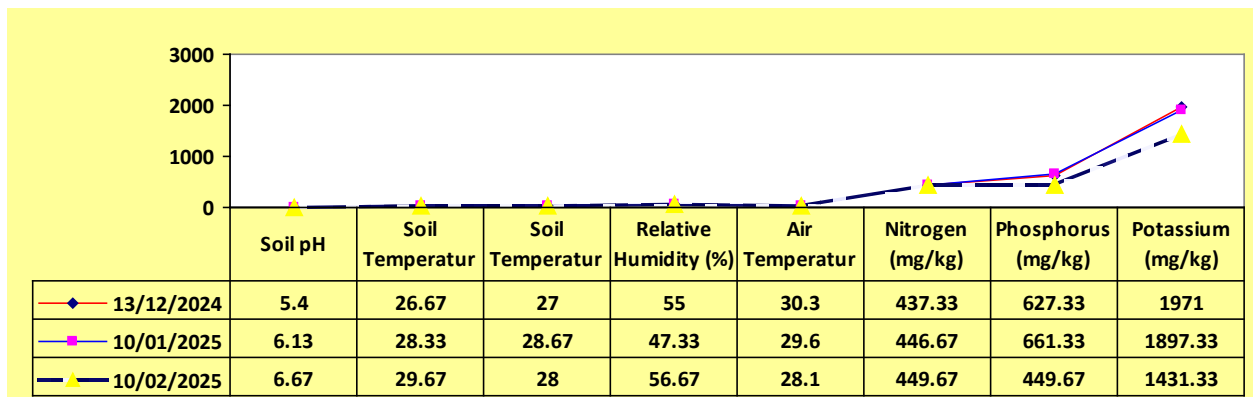 3000
2000
1000
0
Soil pH | Soil Temperatur | Soil Temperatur | Relative Humidity (%) | Air Temperatur | Nitrogen (mg/kg) | Phosphorus (mg/kg) | Potassium (mg/kg)
13/12/2024 | 5.4 | 26.67 | 27 | 55 | 30.3 | 437.33 | 627.33 | 1971
10/01/2025 | 6.13 | 28.33 | 28.67 | 47.33 | 29.6 | 446.67 | 661.33 | 1897.33
10/02/2025 | 6.67 | 29.67 | 28 | 56.67 | 28.1 | 449.67 | 449.67 | 1431.33